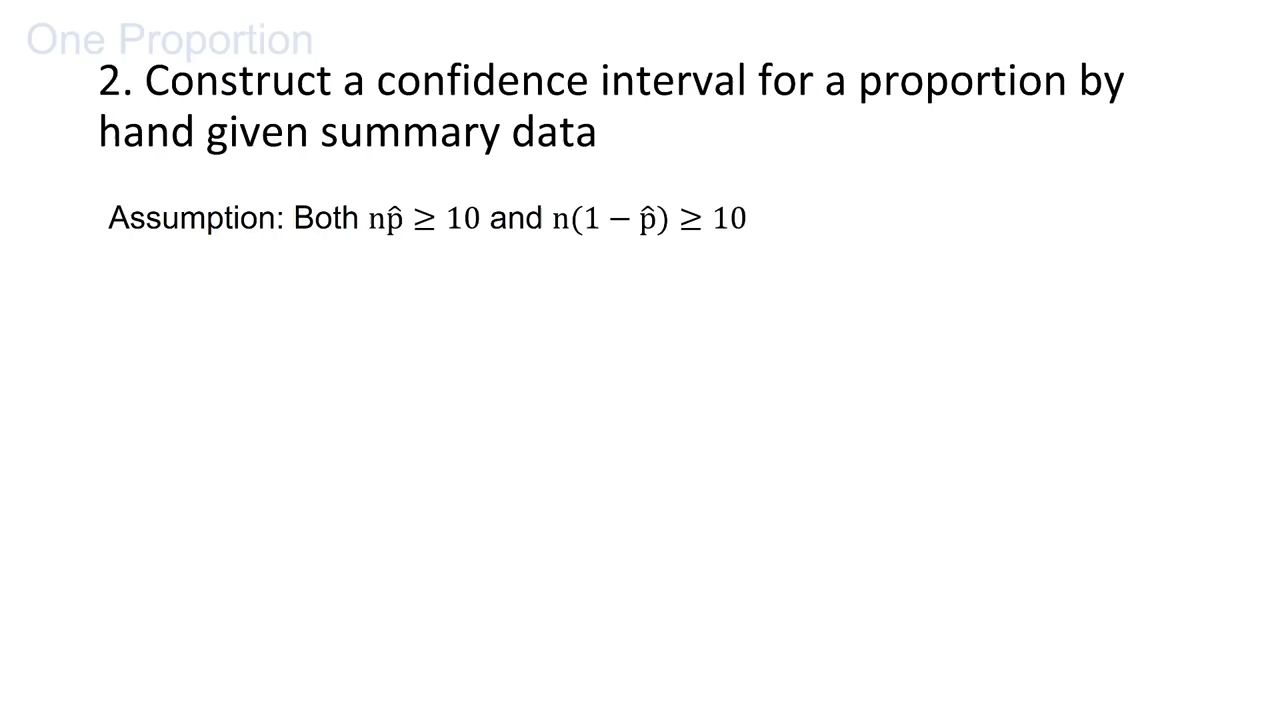 One Proportion
2. Construct a confidence interval for a proportion by
hand given summary data
Assumption: Both np̂ ≥ 10 and n(1 − p̂) ≥ 10